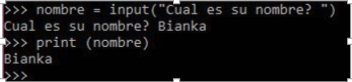 >>> nombre = input("Cual es su nombre? ")
Cual es su nombre? Bianka
>>> print (nombre)
Bianka
>>>